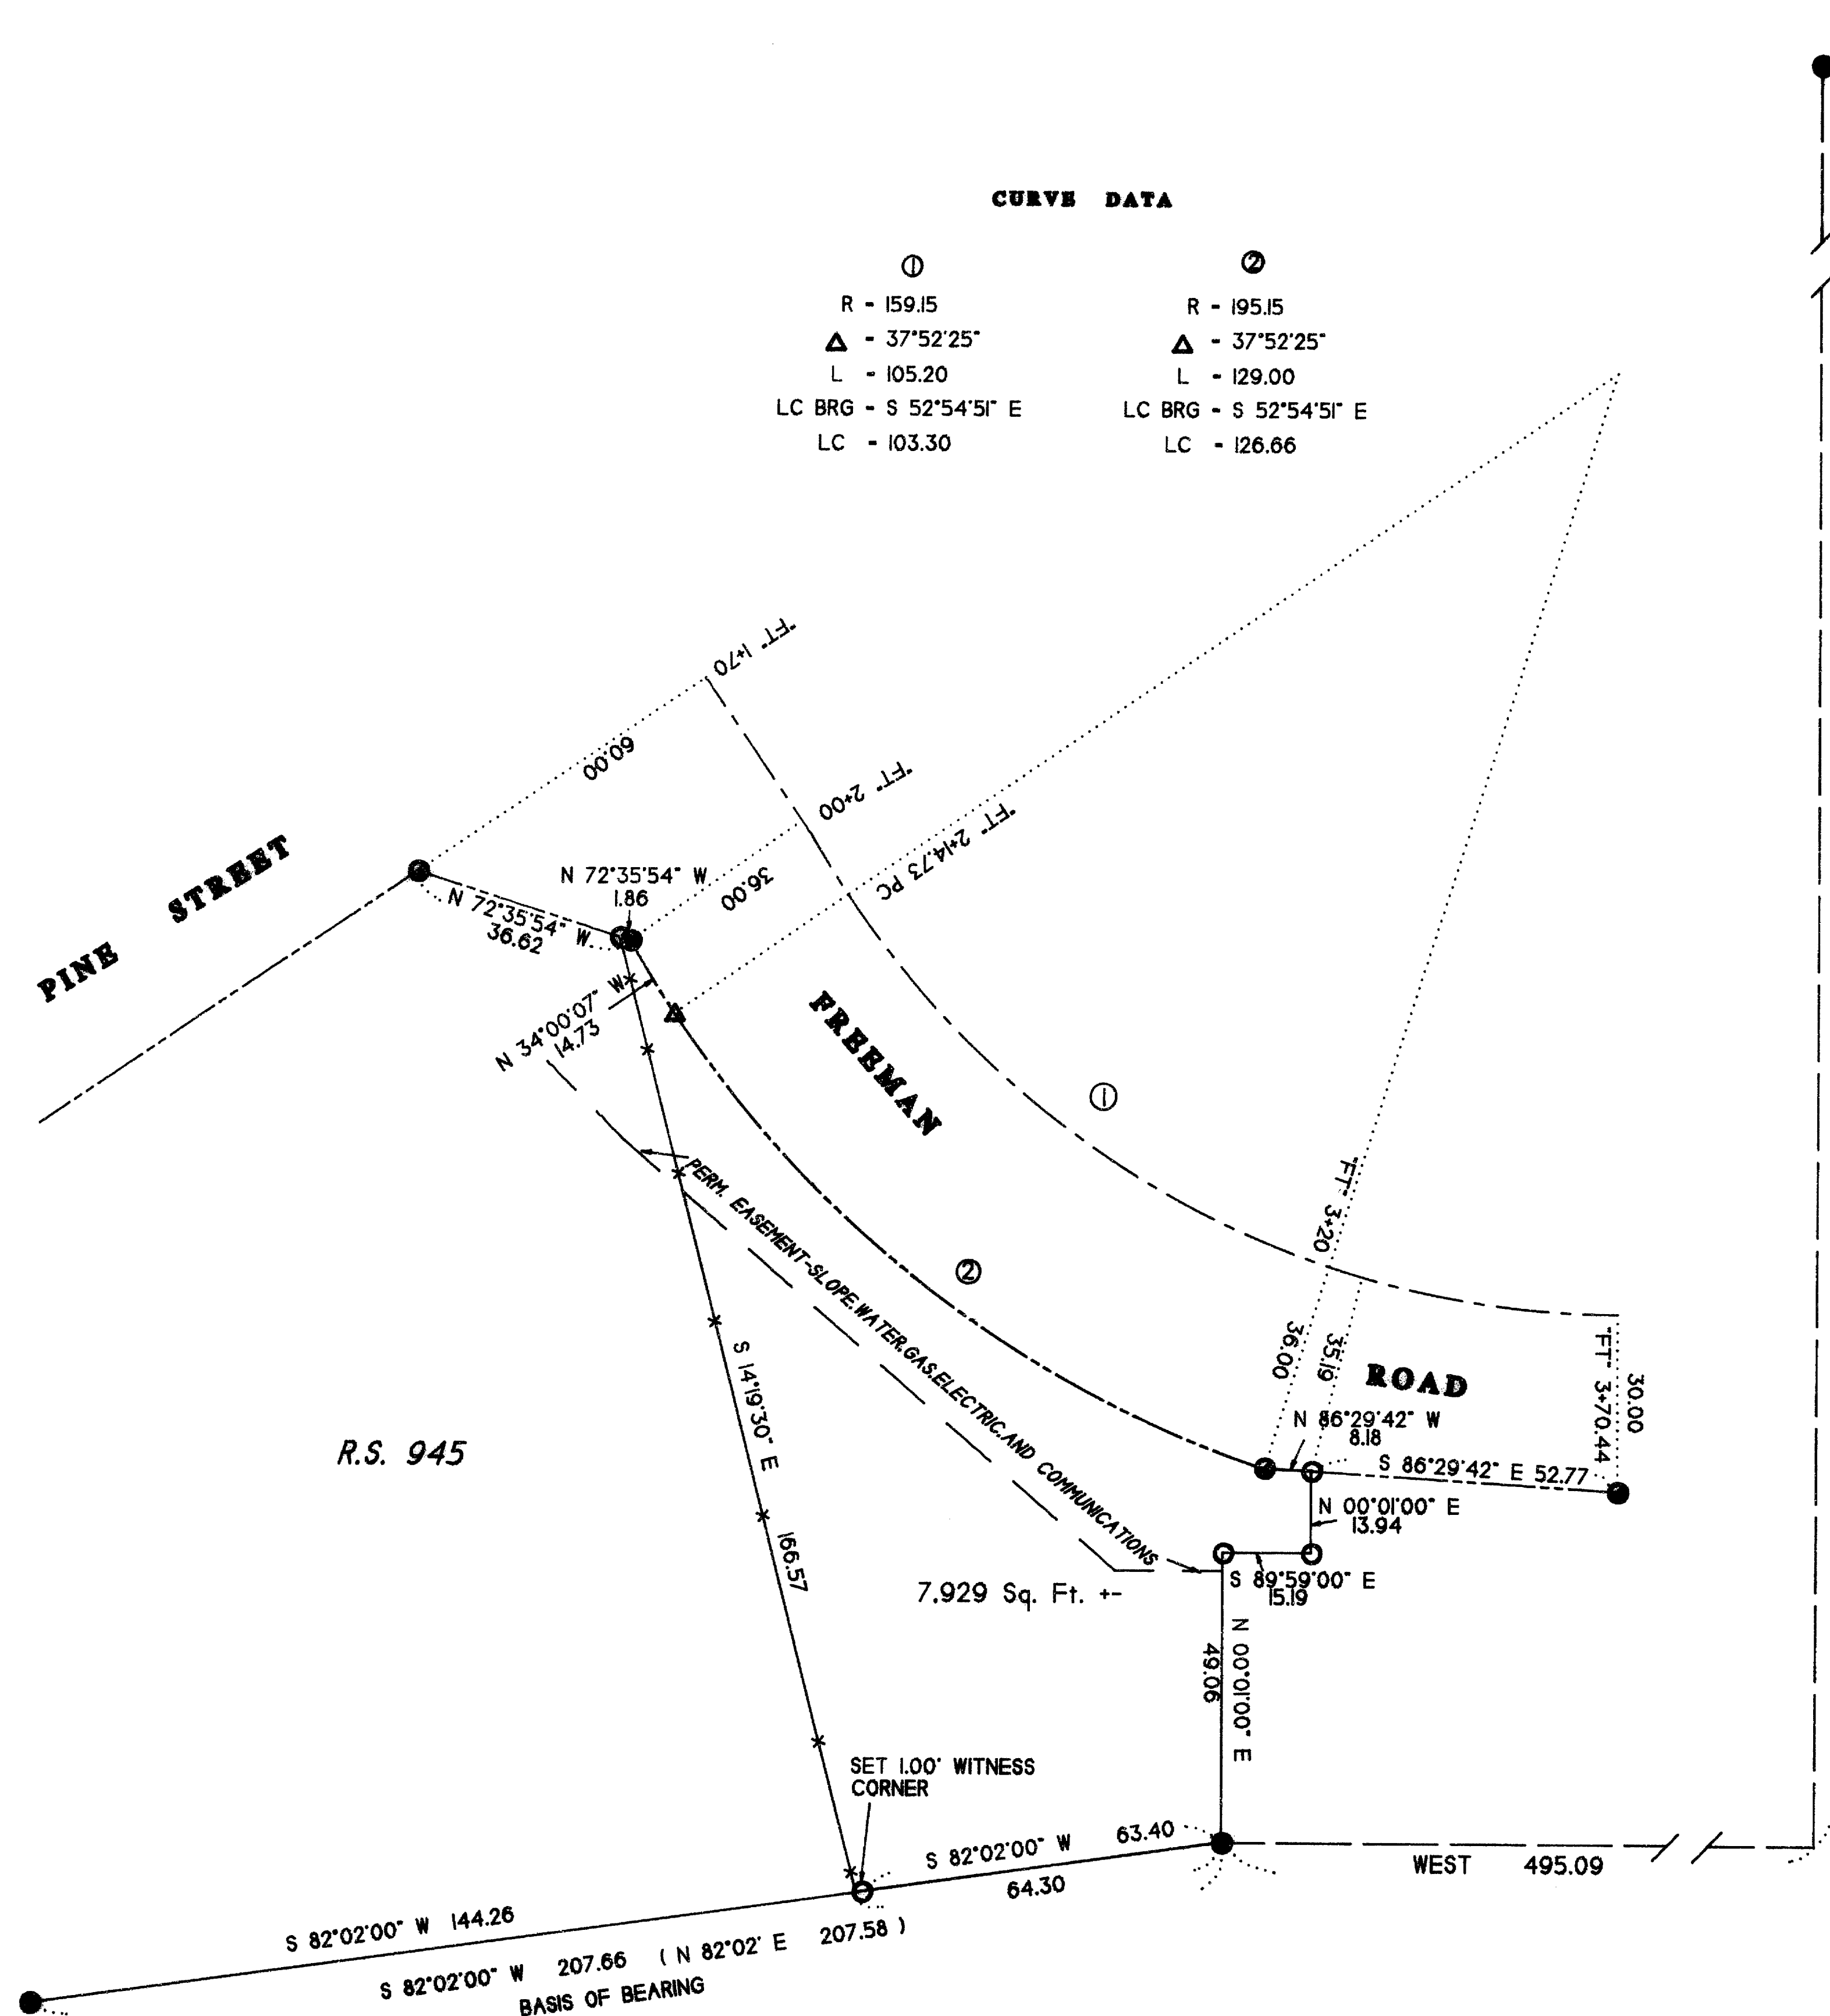 CURVE DATA
① ②
R - 159.15
△ - 37°52'25"
L - 105.20
LC BRG - S 52°54'51" E
LC - 103.30
R - 195.15
△ - 37°52'25"
L - 129.00
LC BRG - S 52°54'51" E
LC - 126.66
"FT" 1+70
60.00
"FT" 2+00
36.00
"FT" 2+14.73 PC
PINE STREET
N 72°35'54" W
1.86
N 72°35'54" W
36.62
N 34°00'07" W
14.73
FREEMAN
①
②
PERM. EASEMENT-SLOPE,WATER,GAS,ELECTRIC,AND COMMUNICATIONS
"FT" 3+20
36.00
35.19
ROAD
"FT" 3+70.44
30.00
N 86°29'42" W
8.18
S 86°29'42" E 52.77
N 00°01'00" E
13.94
S 89°59'00" E
15.19
R.S. 945
S 14°19'30" E
166.57
7,929 Sq. Ft. +-
N 00°01'00" E
49.06
SET 1.00' WITNESS
CORNER
S 82°02'00" W 63.40
64.30
WEST 495.09
S 82°02'00" W 144.26
S 82°02'00" W 207.66 ( N 82°02' E 207.58 )
BASIS OF BEARING